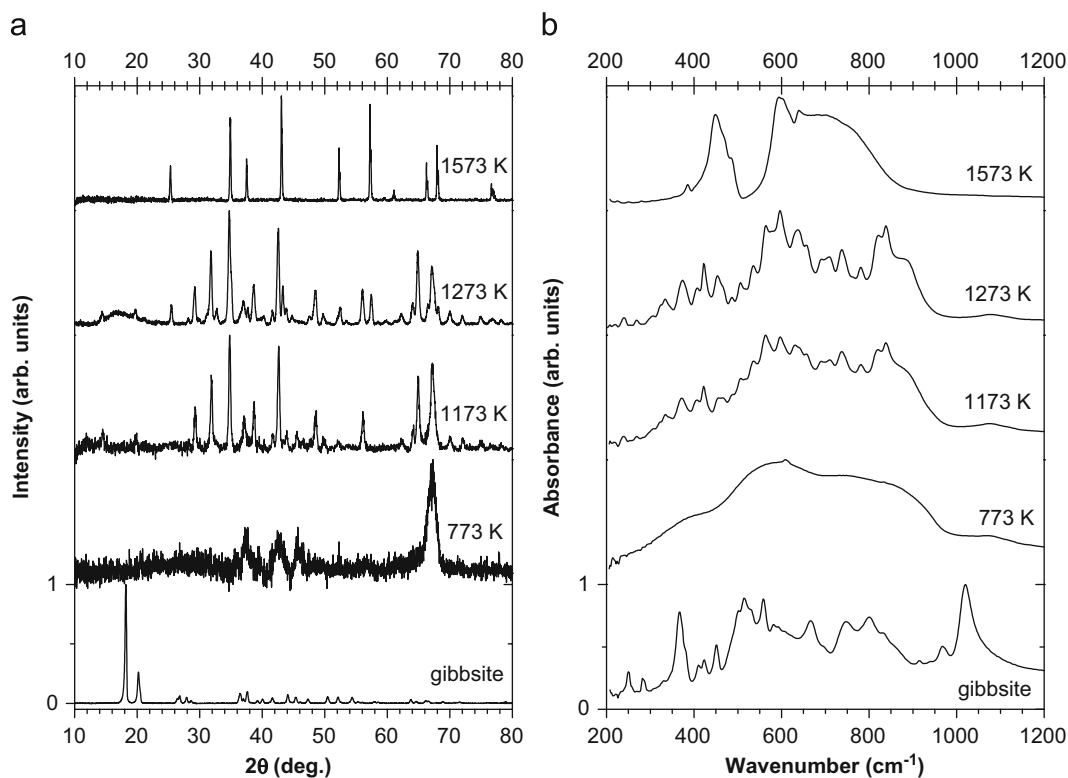 a
b
10 20 30 40 50 60 70 80
200 400 600 800 1000 1200
1573 K
1573 K
1273 K
1273 K
1173 K
1173 K
773 K
773 K
gibbsite
gibbsite
Intensity (arb. units)
Absorbance (arb. units)
1
0
1
0
10 20 30 40 50 60 70 80
200 400 600 800 1000 1200
2θ (deg.)
Wavenumber (cm⁻¹)